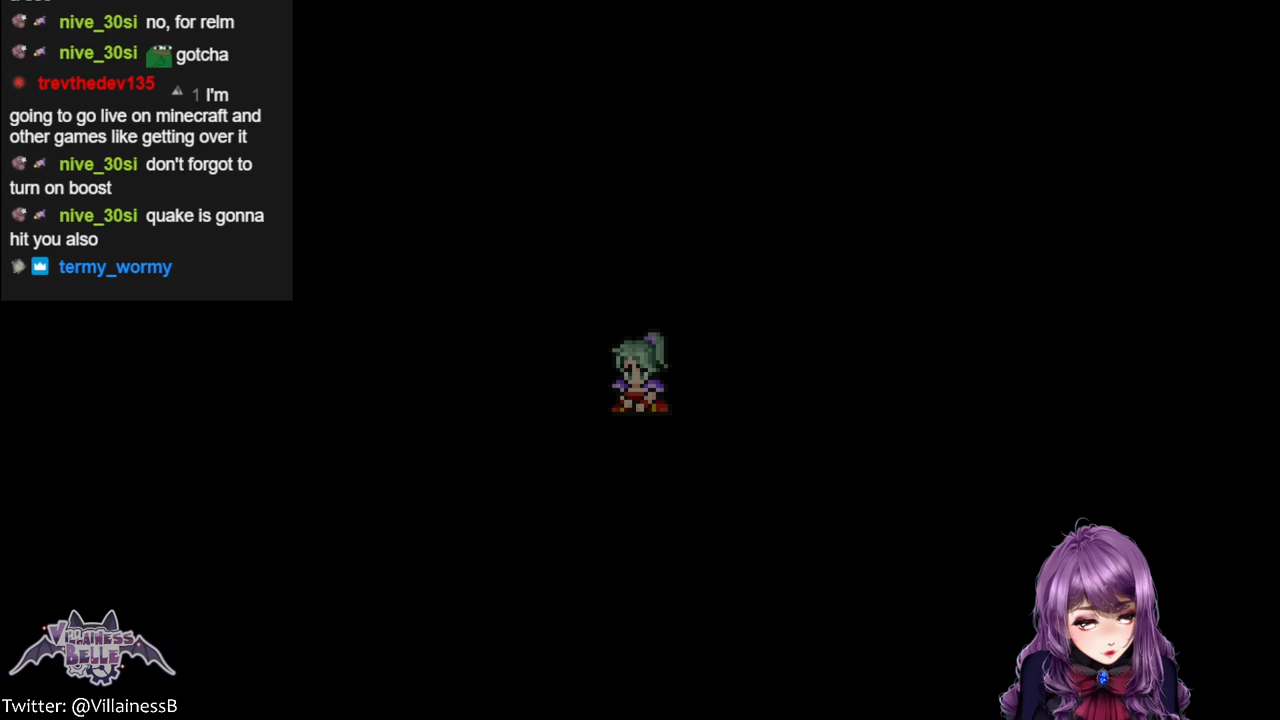 nive_30si no, for relm
nive_30si gotcha
trevthedev135 1 I'm
going to go live on minecraft and
other games like getting over it
nive_30si don't forgot to
turn on boost
nive_30si quake is gonna
hit you also
termy_wormy
VILLAINESS
BELLE
Twitter: @VillainessB